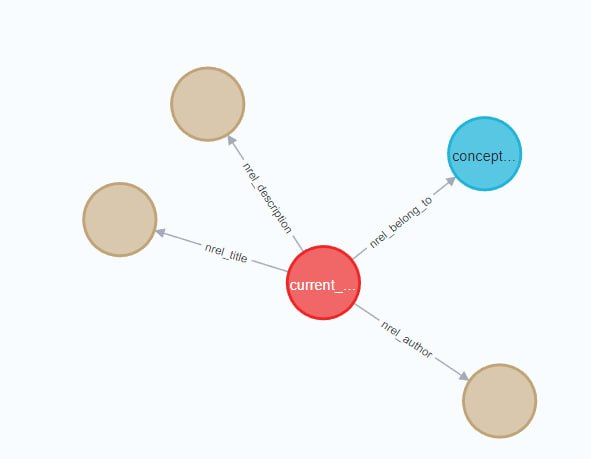 concept...
nrel_description
nrel_belong_to
nrel_title
current_...
nrel_author